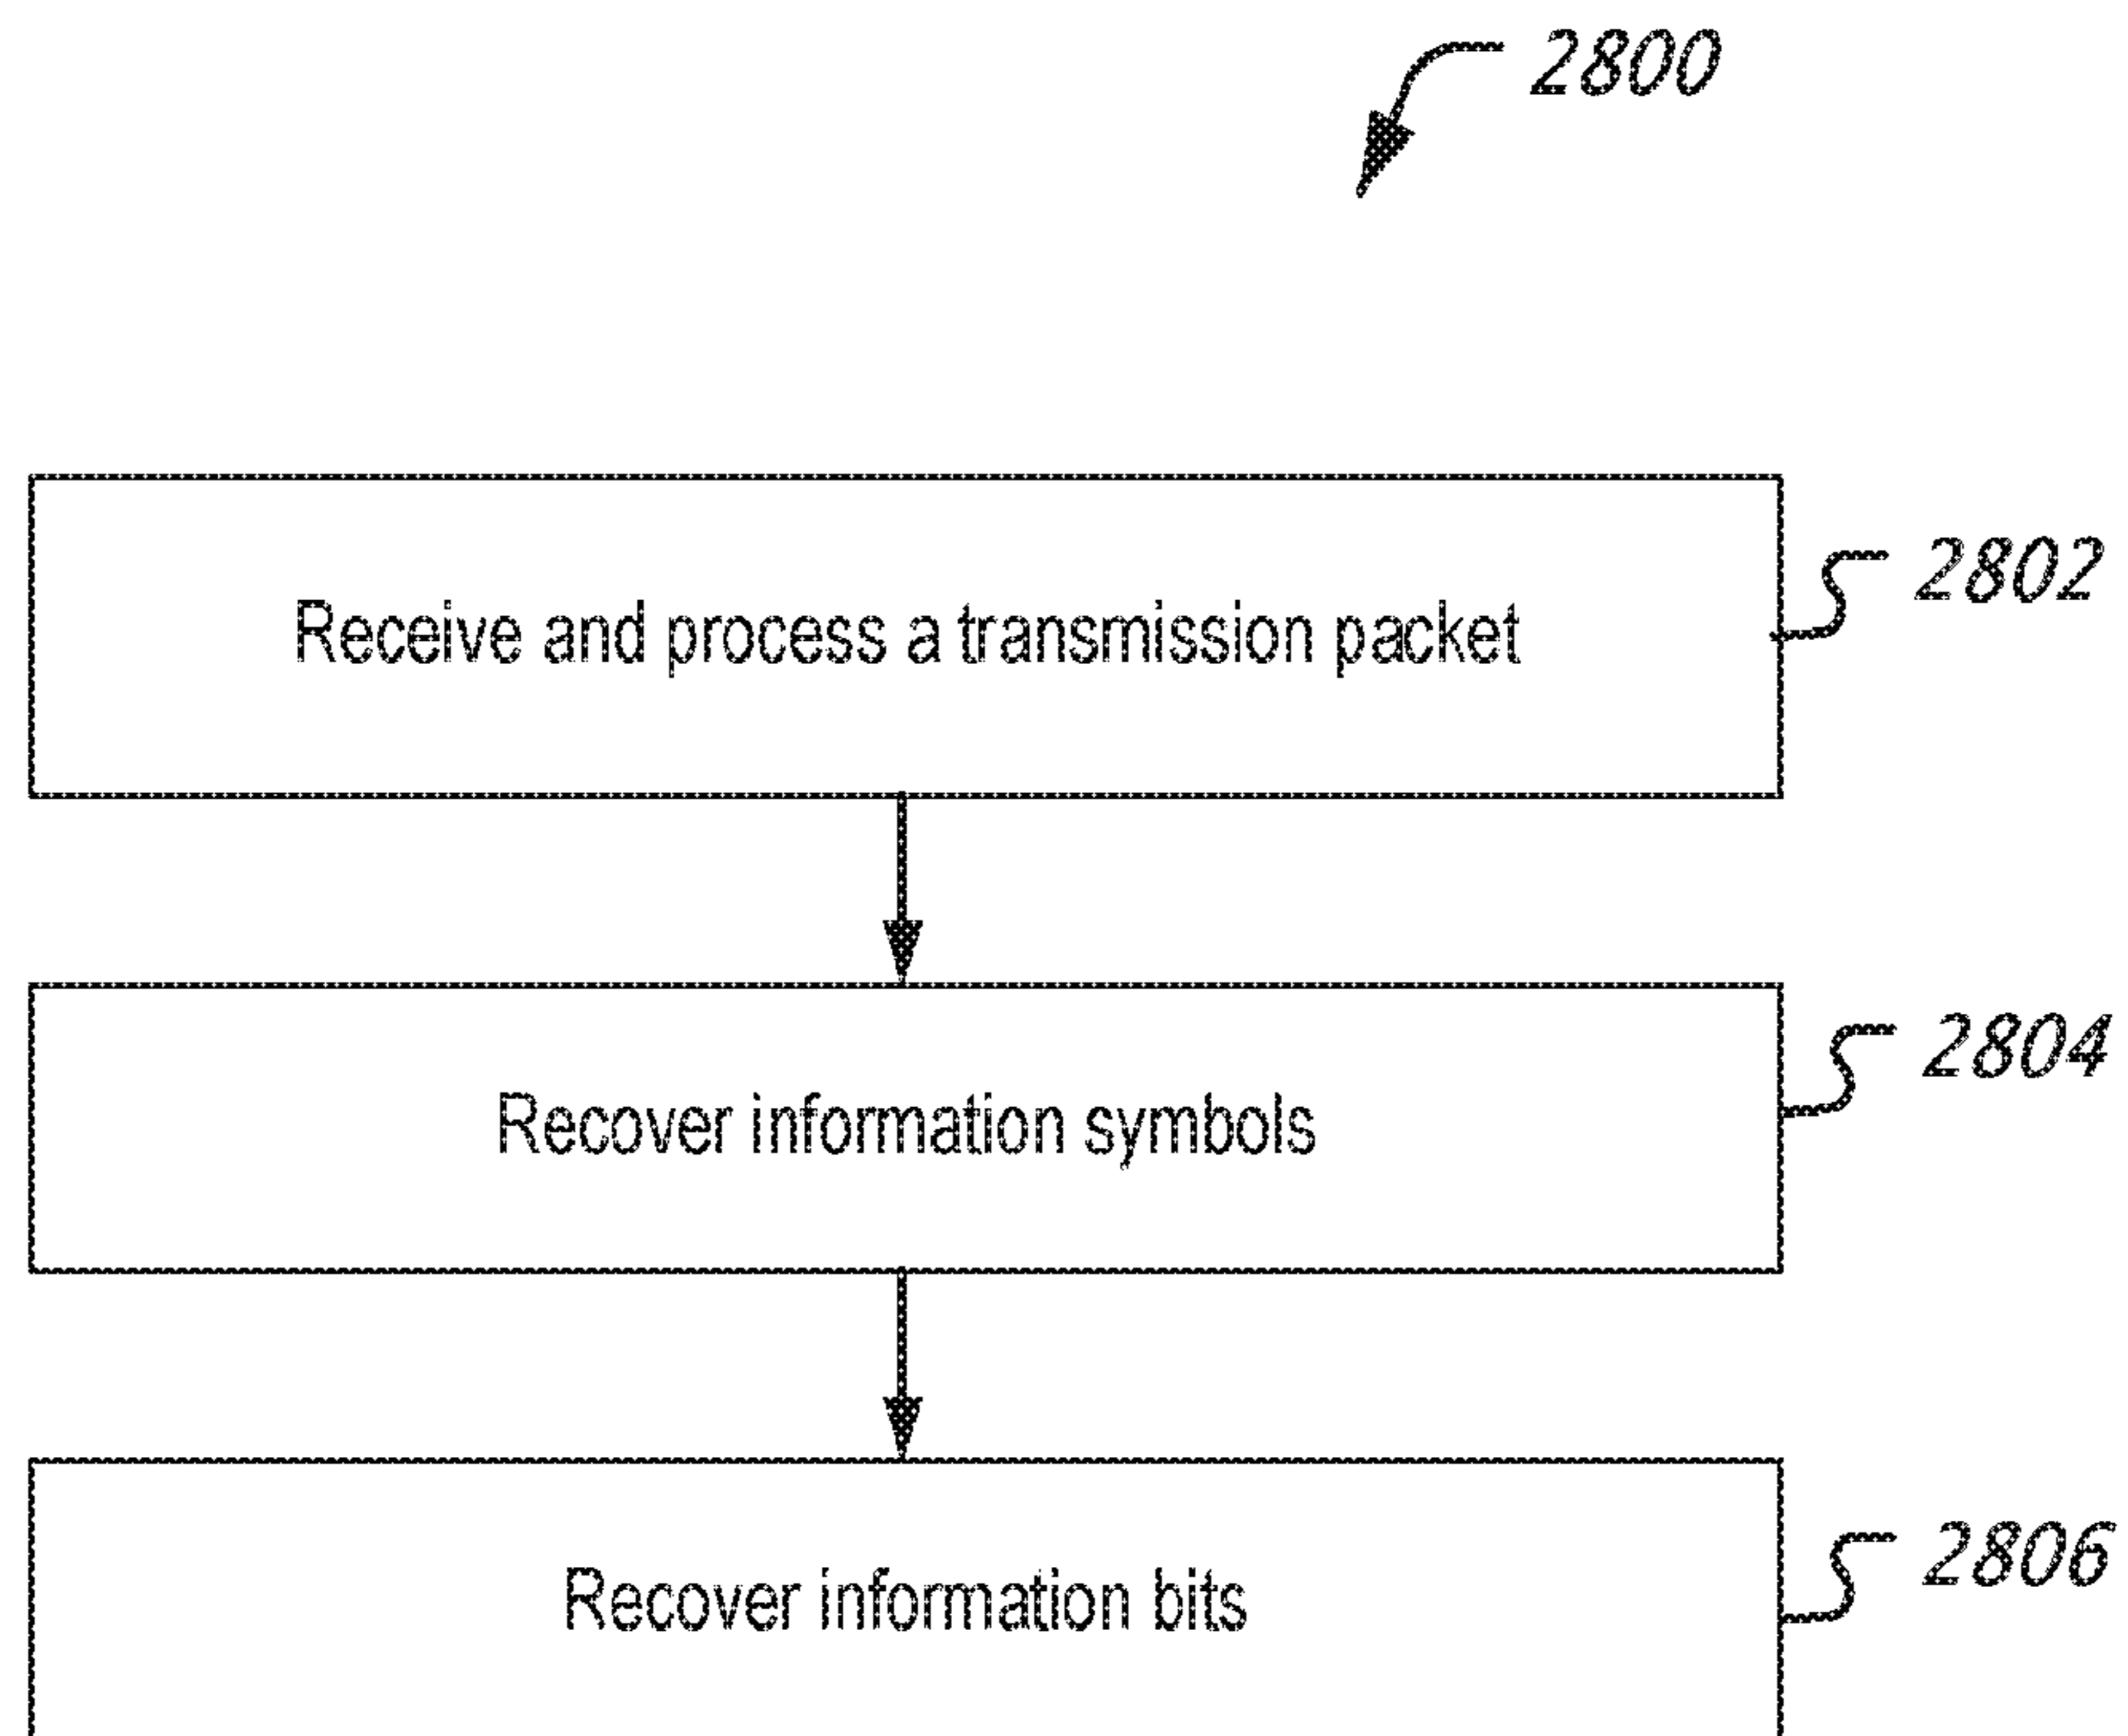 2800
Receive and process a transmission packet
2802
Recover information symbols
2804
Recover information bits
2806